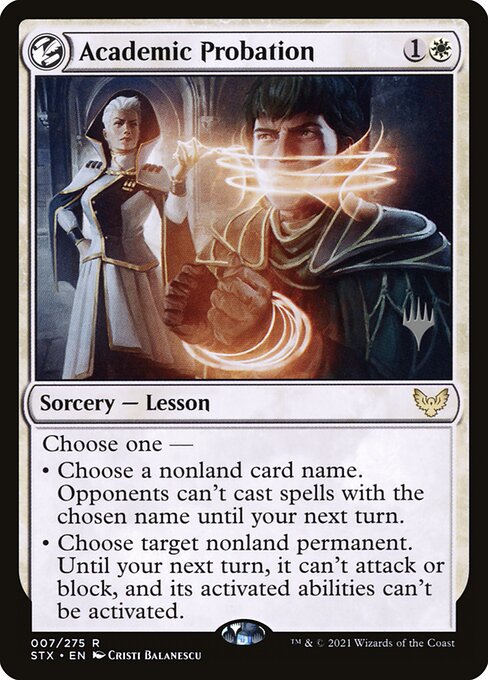 Academic Probation 1
Sorcery — Lesson
Choose one —
• Choose a nonland card name.
Opponents can't cast spells with the
chosen name until your next turn.
• Choose target nonland permanent.
Until your next turn, it can't attack or
block, and its activated abilities can't
be activated.
007/275 R
STX • EN Cristi Balanescu
™ & © 2021 Wizards of the Coast